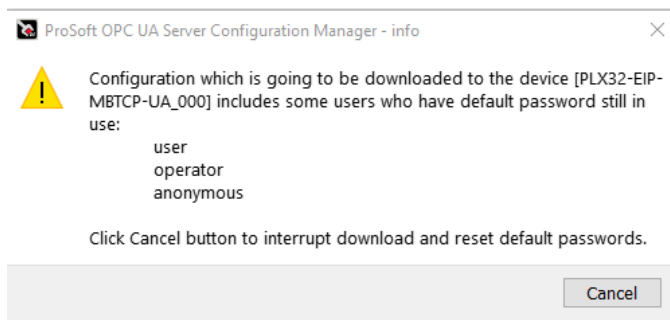 ProSoft OPC UA Server Configuration Manager - info
Configuration which is going to be downloaded to the device [PLX32-EIP-
MBTCP-UA_000] includes some users who have default password still in
use:
user
operator
anonymous
Click Cancel button to interrupt download and reset default passwords.
Cancel